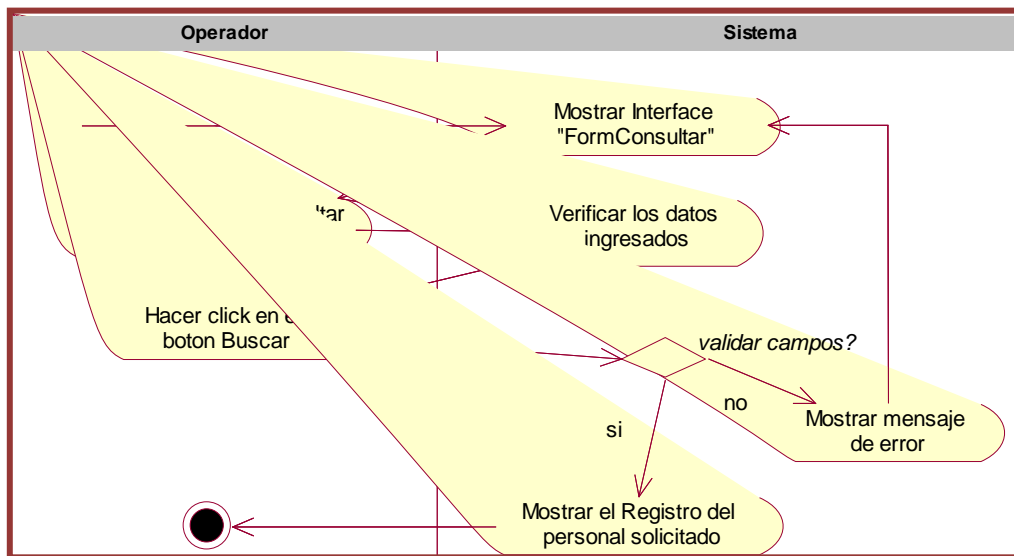 Operador
Sistema
Mostrar Interface
"FormConsultar"
Verificar los datos
ingresados
Hacer click en
boton Buscar
validar campos?
no
Mostrar mensaje
de error
si
Mostrar el Registro del
personal solicitado